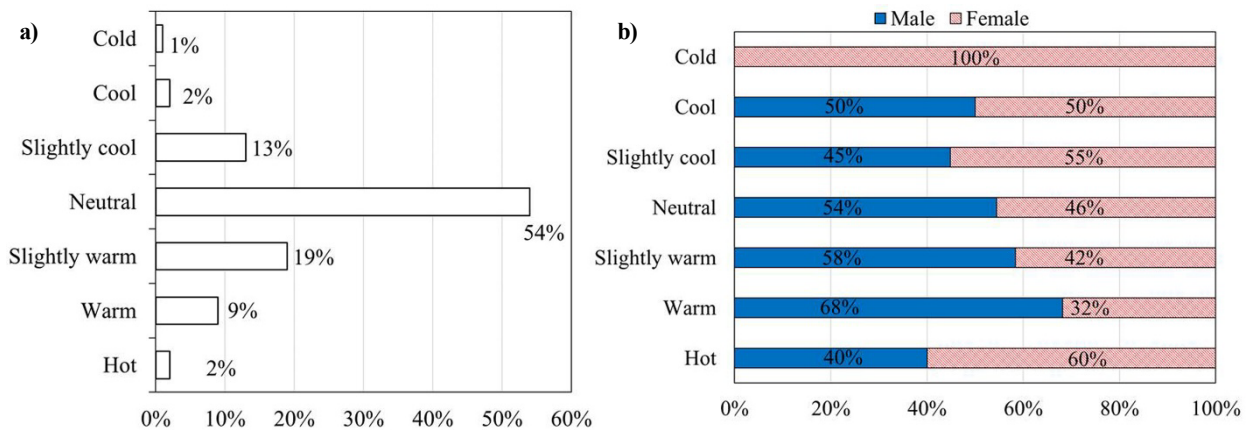 a)
Cold
1%
Cool
2%
Slightly cool
13%
Neutral
54%
Slightly warm
19%
Warm
9%
Hot
2%
0% 10% 20% 30% 40% 50% 60%
b)
Male Female
Cold
100%
Cool
50% 50%
Slightly cool
45% 55%
Neutral
54% 46%
Slightly warm
58% 42%
Warm
68% 32%
Hot
40% 60%
0% 20% 40% 60% 80% 100%